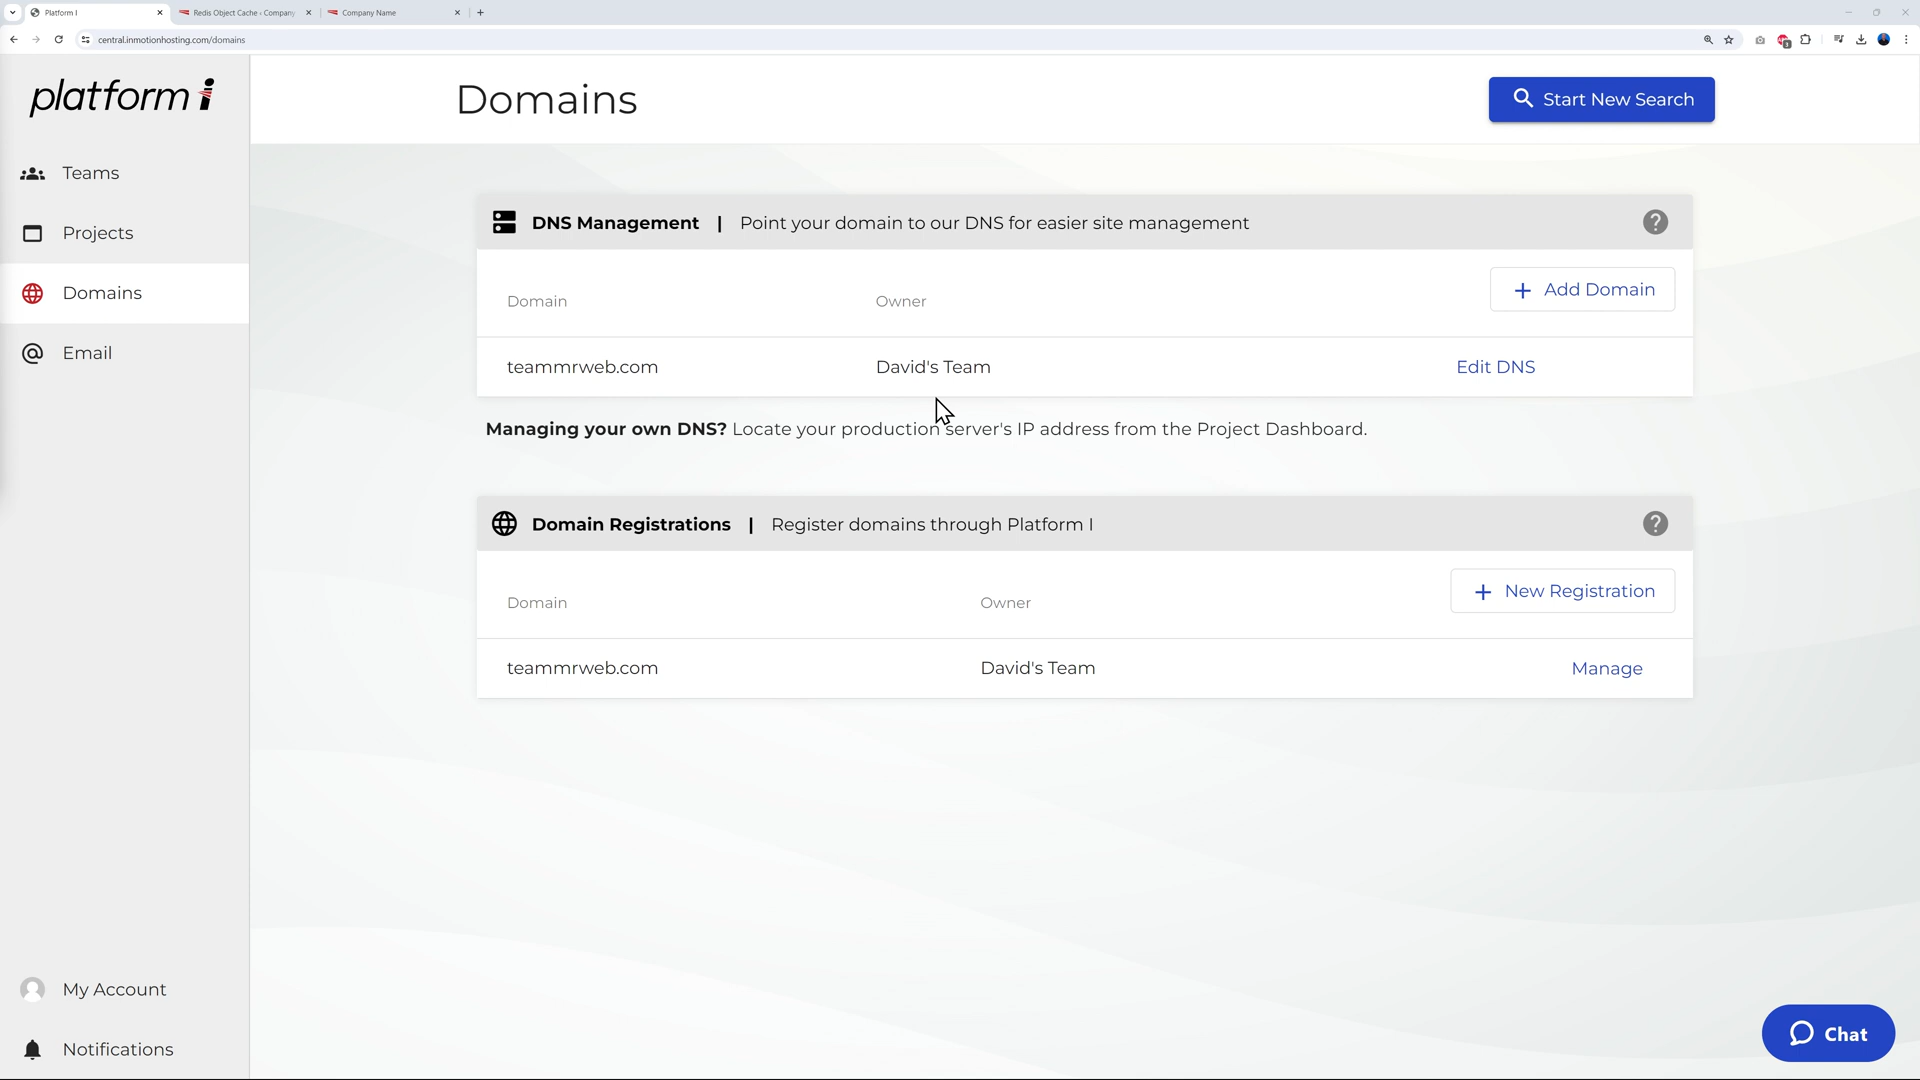 Platform I
Redis Object Cache ‹ Company
Company Name
central.inmotionhosting.com/domains
3
platform i
Domains
Start New Search
Teams
Projects
Domains
Email
DNS Management | Point your domain to our DNS for easier site management
?
Domain
Owner
+ Add Domain
teammrweb.com
David's Team
Edit DNS
Managing your own DNS? Locate your production server's IP address from the Project Dashboard.
Domain Registrations | Register domains through Platform I
?
Domain
Owner
+ New Registration
teammrweb.com
David's Team
Manage
My Account
Notifications
Chat